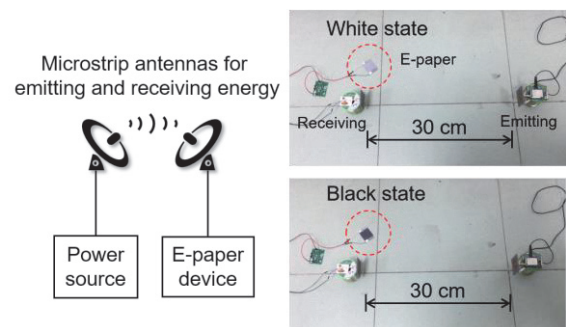 Microstrip antennas for
emitting and receiving energy
Power
source
E-paper
device
White state
E-paper
Receiving
Emitting
30 cm
Black state
30 cm